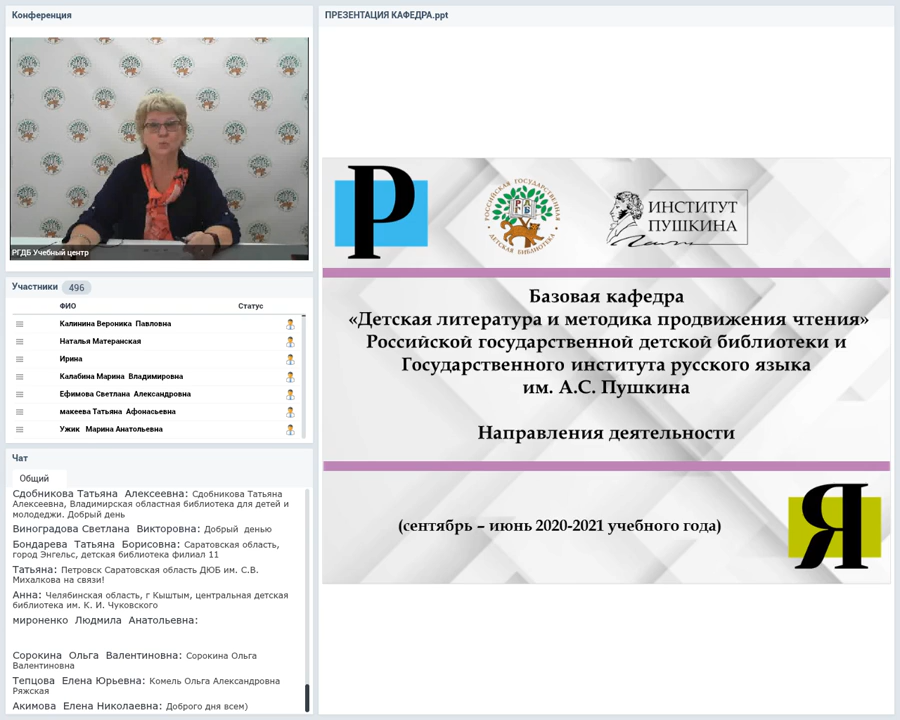 Конференция
РГДБ Учебный центр
Участники 496
ФИО Статус
Калинина Вероника Павловна
Наталья Матеранская
Ирина
Калабина Марина Владимировна
Ефимова Светлана Александровна
макеева Татьяна Афонасьевна
Ужик Марина Анатольевна
Чат
Общий
Сдобникова Татьяна Алексеевна: Сдобникова Татьяна
Алексеевна, Владимирская областная библиотека для детей и
молодежи. Добрый день
Виноградова Светлана Викторовна: Добрый денью
Бондарева Татьяна Борисовна: Саратовская область,
город Энгельс, детская библиотека филиал 11
Татьяна: Петровск Саратовская область ДЮБ им. С.В.
Михалкова на связи!
Анна: Челябинская область, г Кыштым, центральная детская
библиотека им. К. И. Чуковского
мироненко Людмила Анатольевна:
Сорокина Ольга Валентиновна: Сорокина Ольга
Валентиновна
Тепцова Елена Юрьевна: Комель Ольга Александровна
Ряжская
Акимова Елена Николаевна: Доброго дня всем)
ПРЕЗЕНТАЦИЯ КАФЕДРА.ppt
Р
РОССИЙСКАЯ ГОСУДАРСТВЕННАЯ
РГДБ
ДЕТСКАЯ БИБЛИОТЕКА
ИНСТИТУТ
ПУШКИНА
Базовая кафедра
«Детская литература и методика продвижения чтения»
Российской государственной детской библиотеки и
Государственного института русского языка
им. А.С. Пушкина
Направления деятельности
(сентябрь – июнь 2020-2021 учебного года)
Я